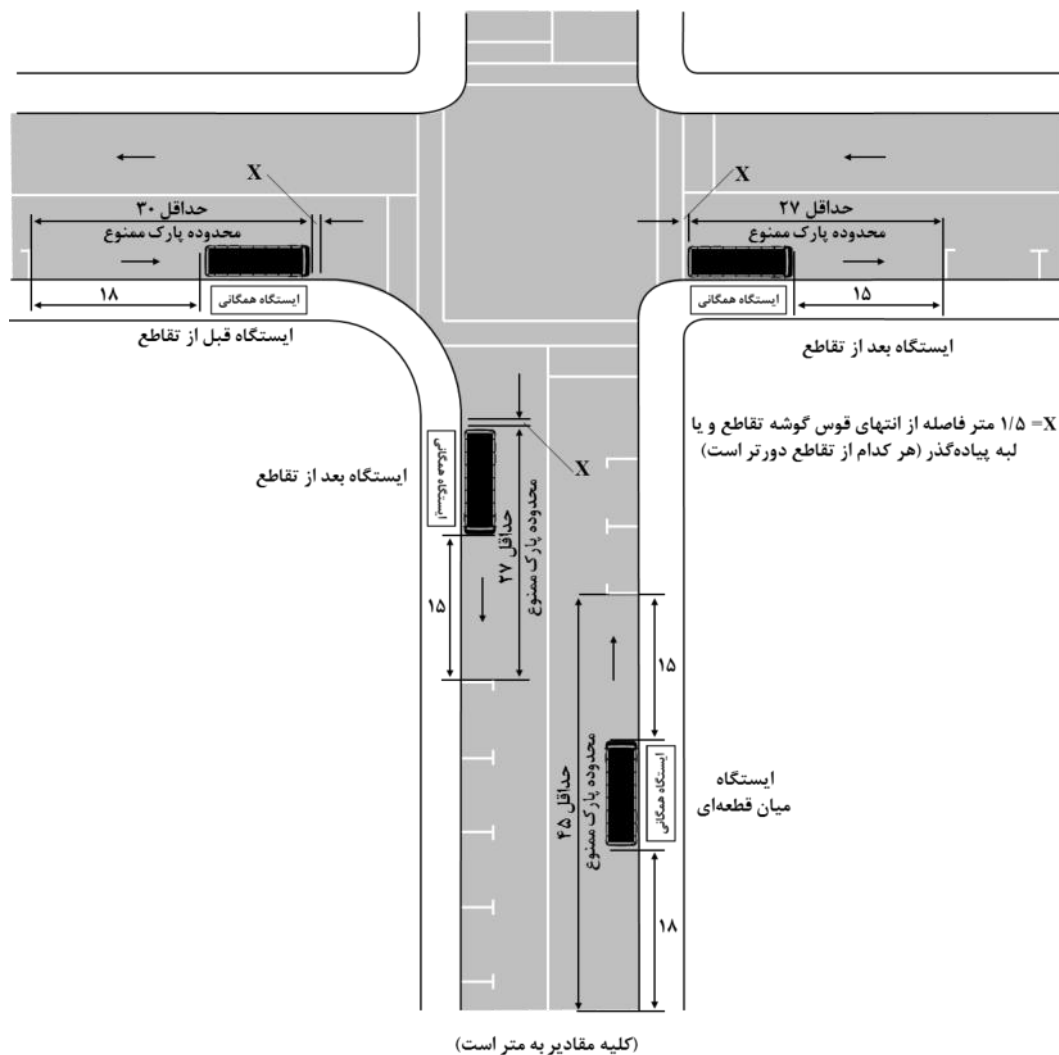 X
X
حداقل ۳۰
محدوده پارک ممنوع
حداقل ۲۷
محدوده پارک ممنوع
۱۸
ایستگاه همگانی
ایستگاه همگانی
۱۵
ایستگاه قبل از تقاطع
ایستگاه بعد از تقاطع
X= ۱/۵ متر فاصله از انتهای قوس گوشه تقاطع و یا
لبه پیاده‌گذر (هر کدام از تقاطع دورتر است)
ایستگاه همگانی
X
ایستگاه بعد از تقاطع
حداقل ۲۷
محدوده پارک ممنوع
۱۵
۱۵
حداقل ۴۵
محدوده پارک ممنوع
ایستگاه همگانی
ایستگاه
میان قطعه‌ای
۱۸
(کلیه مقادیر به متر است)